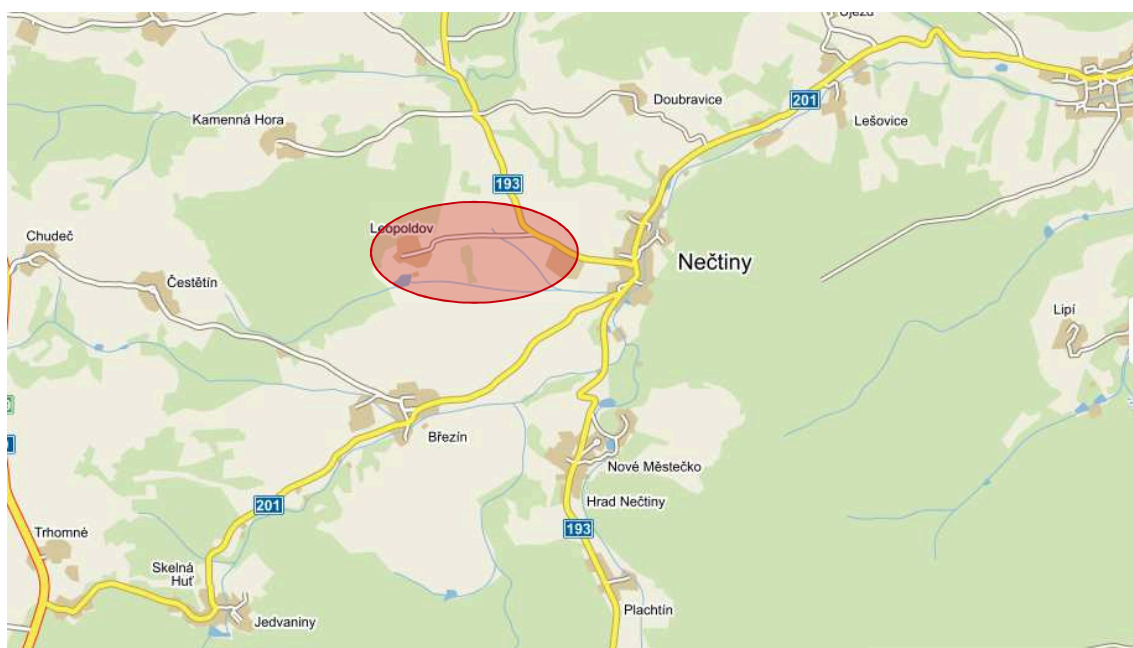 Újezd
Doubravice
201
Lešovice
Kamenná Hora
193
Leopoldov
Chudeč
Nečtiny
Čestětín
Lipí
Březín
Nové Městečko
201
Hrad Nečtiny
193
Trhomné
Skelná
Huť
Plachtín
Jedvaniny